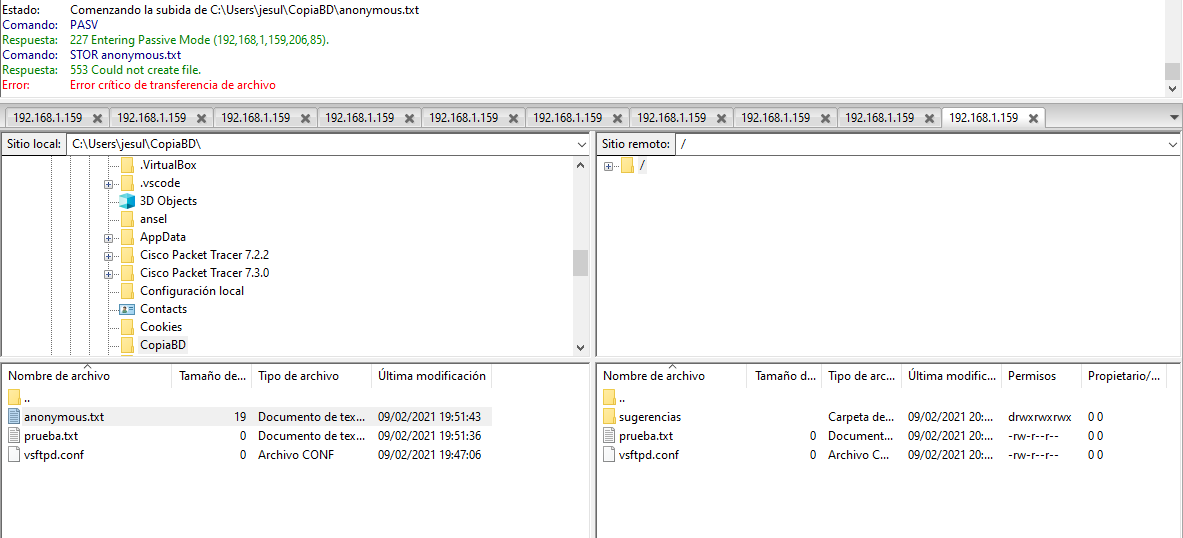 Estado: Comenzando la subida de C:\Users\jesul\CopiaBD\anonymous.txt
Comando: PASV
Respuesta: 227 Entering Passive Mode (192,168,1,159,206,85).
Comando: STOR anonymous.txt
Respuesta: 553 Could not create file.
Error: Error crítico de transferencia de archivo
192.168.1.159 192.168.1.159 192.168.1.159 192.168.1.159 192.168.1.159 192.168.1.159 192.168.1.159 192.168.1.159 192.168.1.159 192.168.1.159
Sitio local: C:\Users\jesul\CopiaBD\
.VirtualBox
.vscode
3D Objects
ansel
AppData
Cisco Packet Tracer 7.2.2
Cisco Packet Tracer 7.3.0
Configuración local
Contacts
Cookies
CopiaBD
Sitio remoto: /
/
Nombre de archivo Tamaño de... Tipo de archivo Última modificación
..
anonymous.txt 19 Documento de tex... 09/02/2021 19:51:43
prueba.txt 0 Documento de tex... 09/02/2021 19:51:36
vsftpd.conf 0 Archivo CONF 09/02/2021 19:47:06
Nombre de archivo Tamaño d... Tipo de arc... Última modific... Permisos Propietario/...
..
sugerencias Carpeta de... 09/02/2021 20:... drwxrwxrwx 0 0
prueba.txt 0 Document... 09/02/2021 20:... -rw-r--r-- 0 0
vsftpd.conf 0 Archivo C... 09/02/2021 20:... -rw-r--r-- 0 0